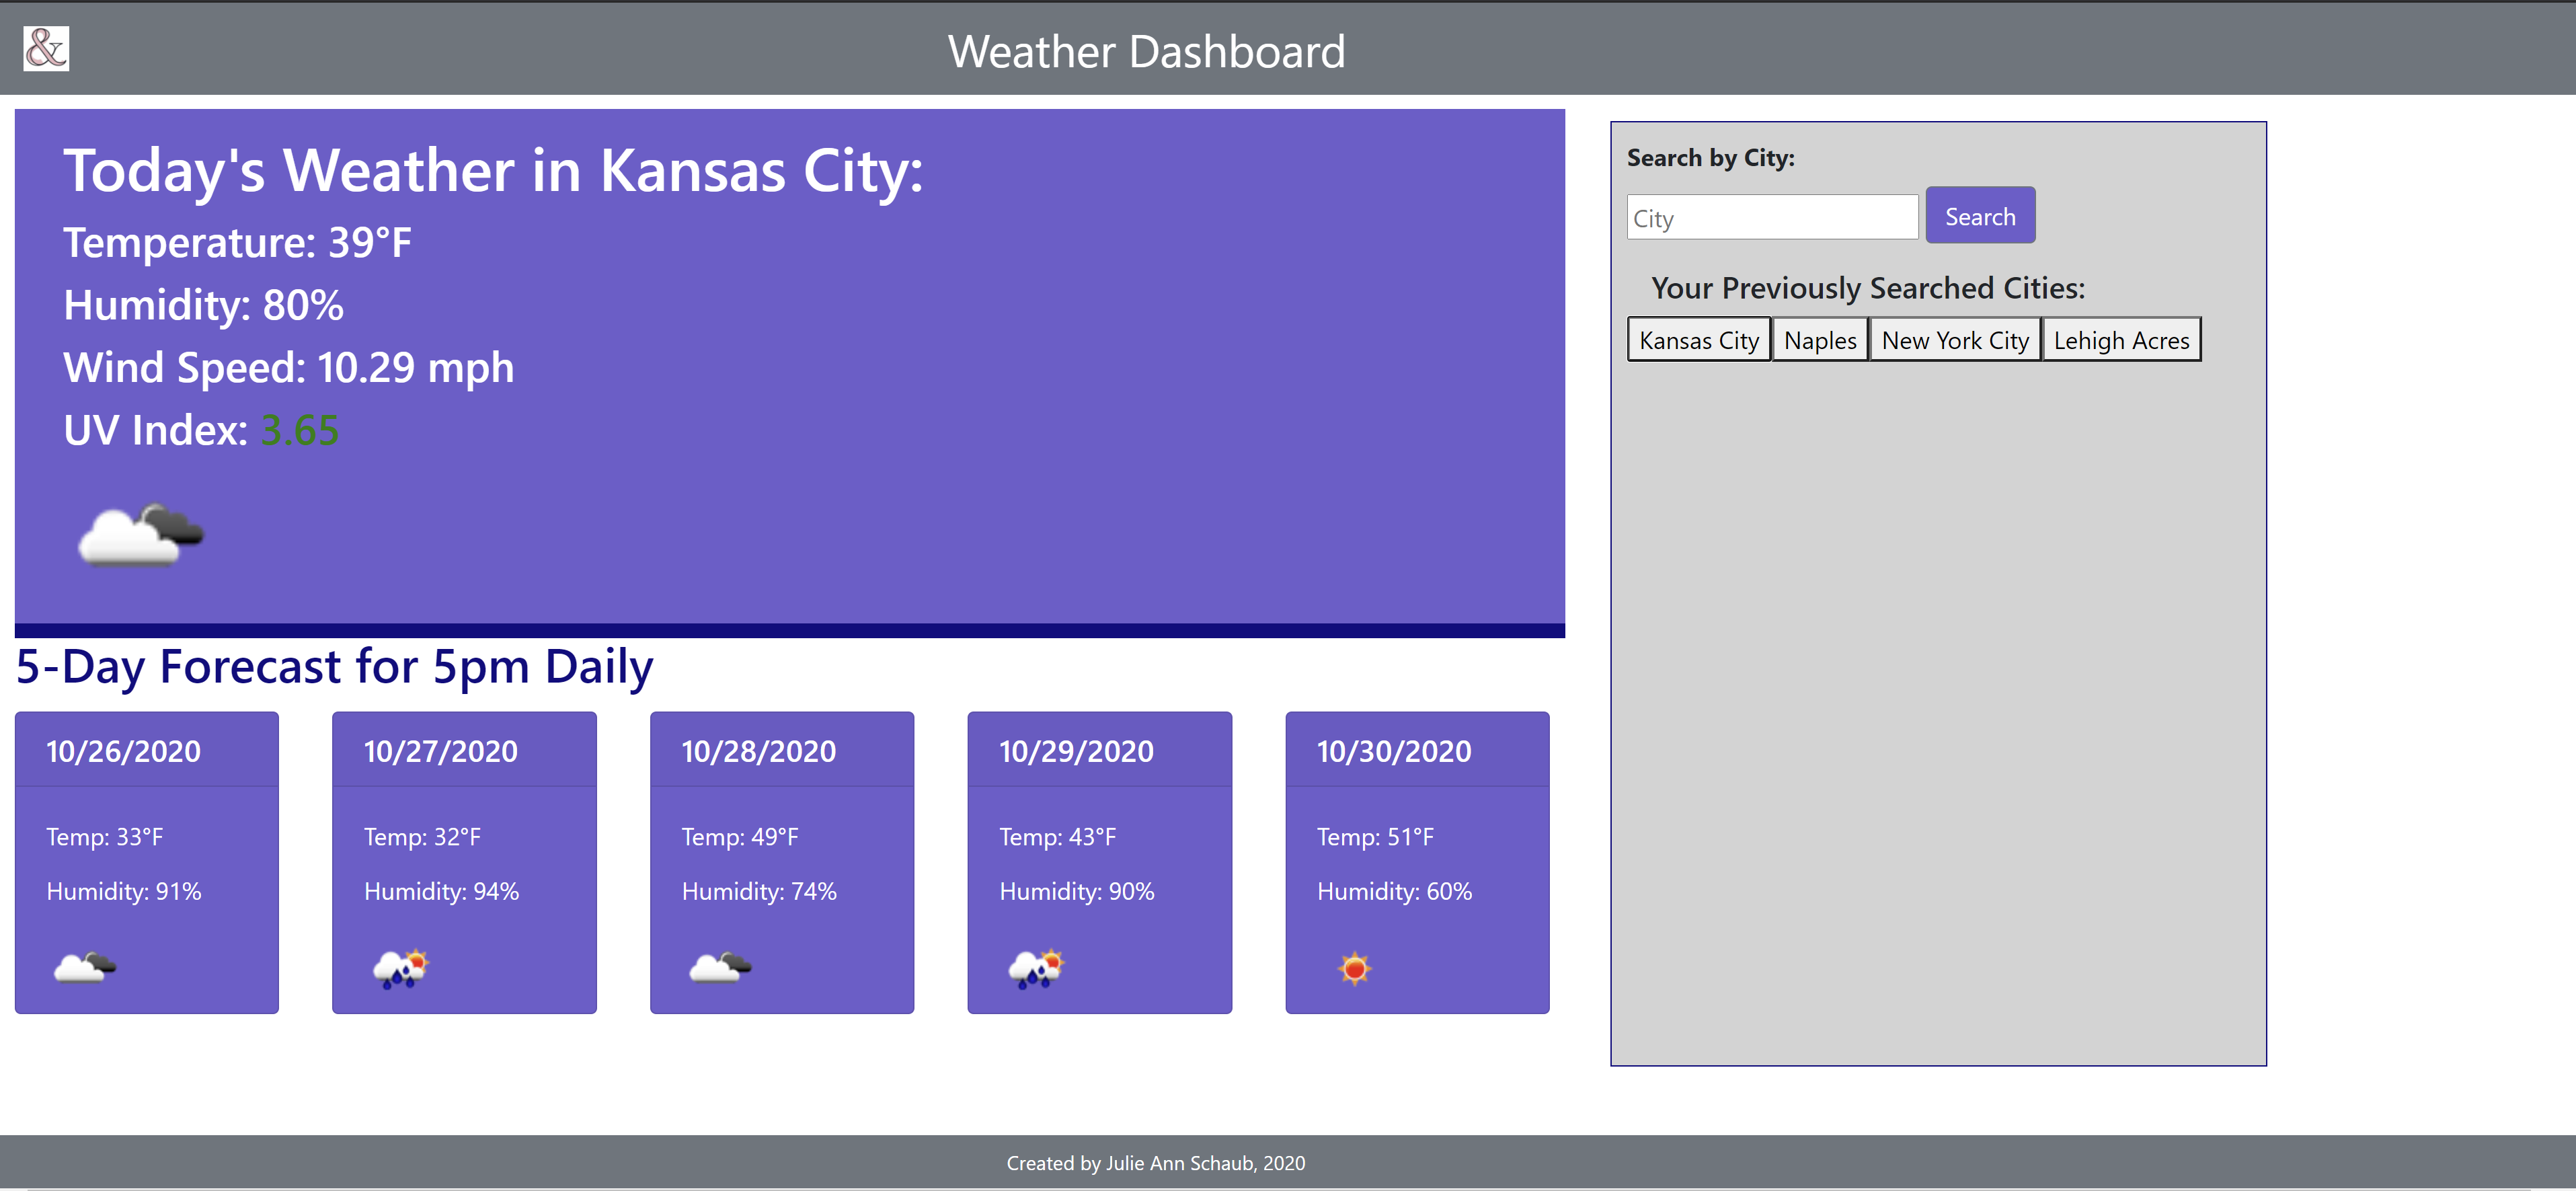 &
Weather Dashboard
Today's Weather in Kansas City:
Temperature: 39°F
Humidity: 80%
Wind Speed: 10.29 mph
UV Index: 3.65
Search by City:
City
Search
Your Previously Searched Cities:
Kansas City Naples New York City Lehigh Acres
5-Day Forecast for 5pm Daily
10/26/2020
Temp: 33°F
Humidity: 91%
10/27/2020
Temp: 32°F
Humidity: 94%
10/28/2020
Temp: 49°F
Humidity: 74%
10/29/2020
Temp: 43°F
Humidity: 90%
10/30/2020
Temp: 51°F
Humidity: 60%
Created by Julie Ann Schaub, 2020